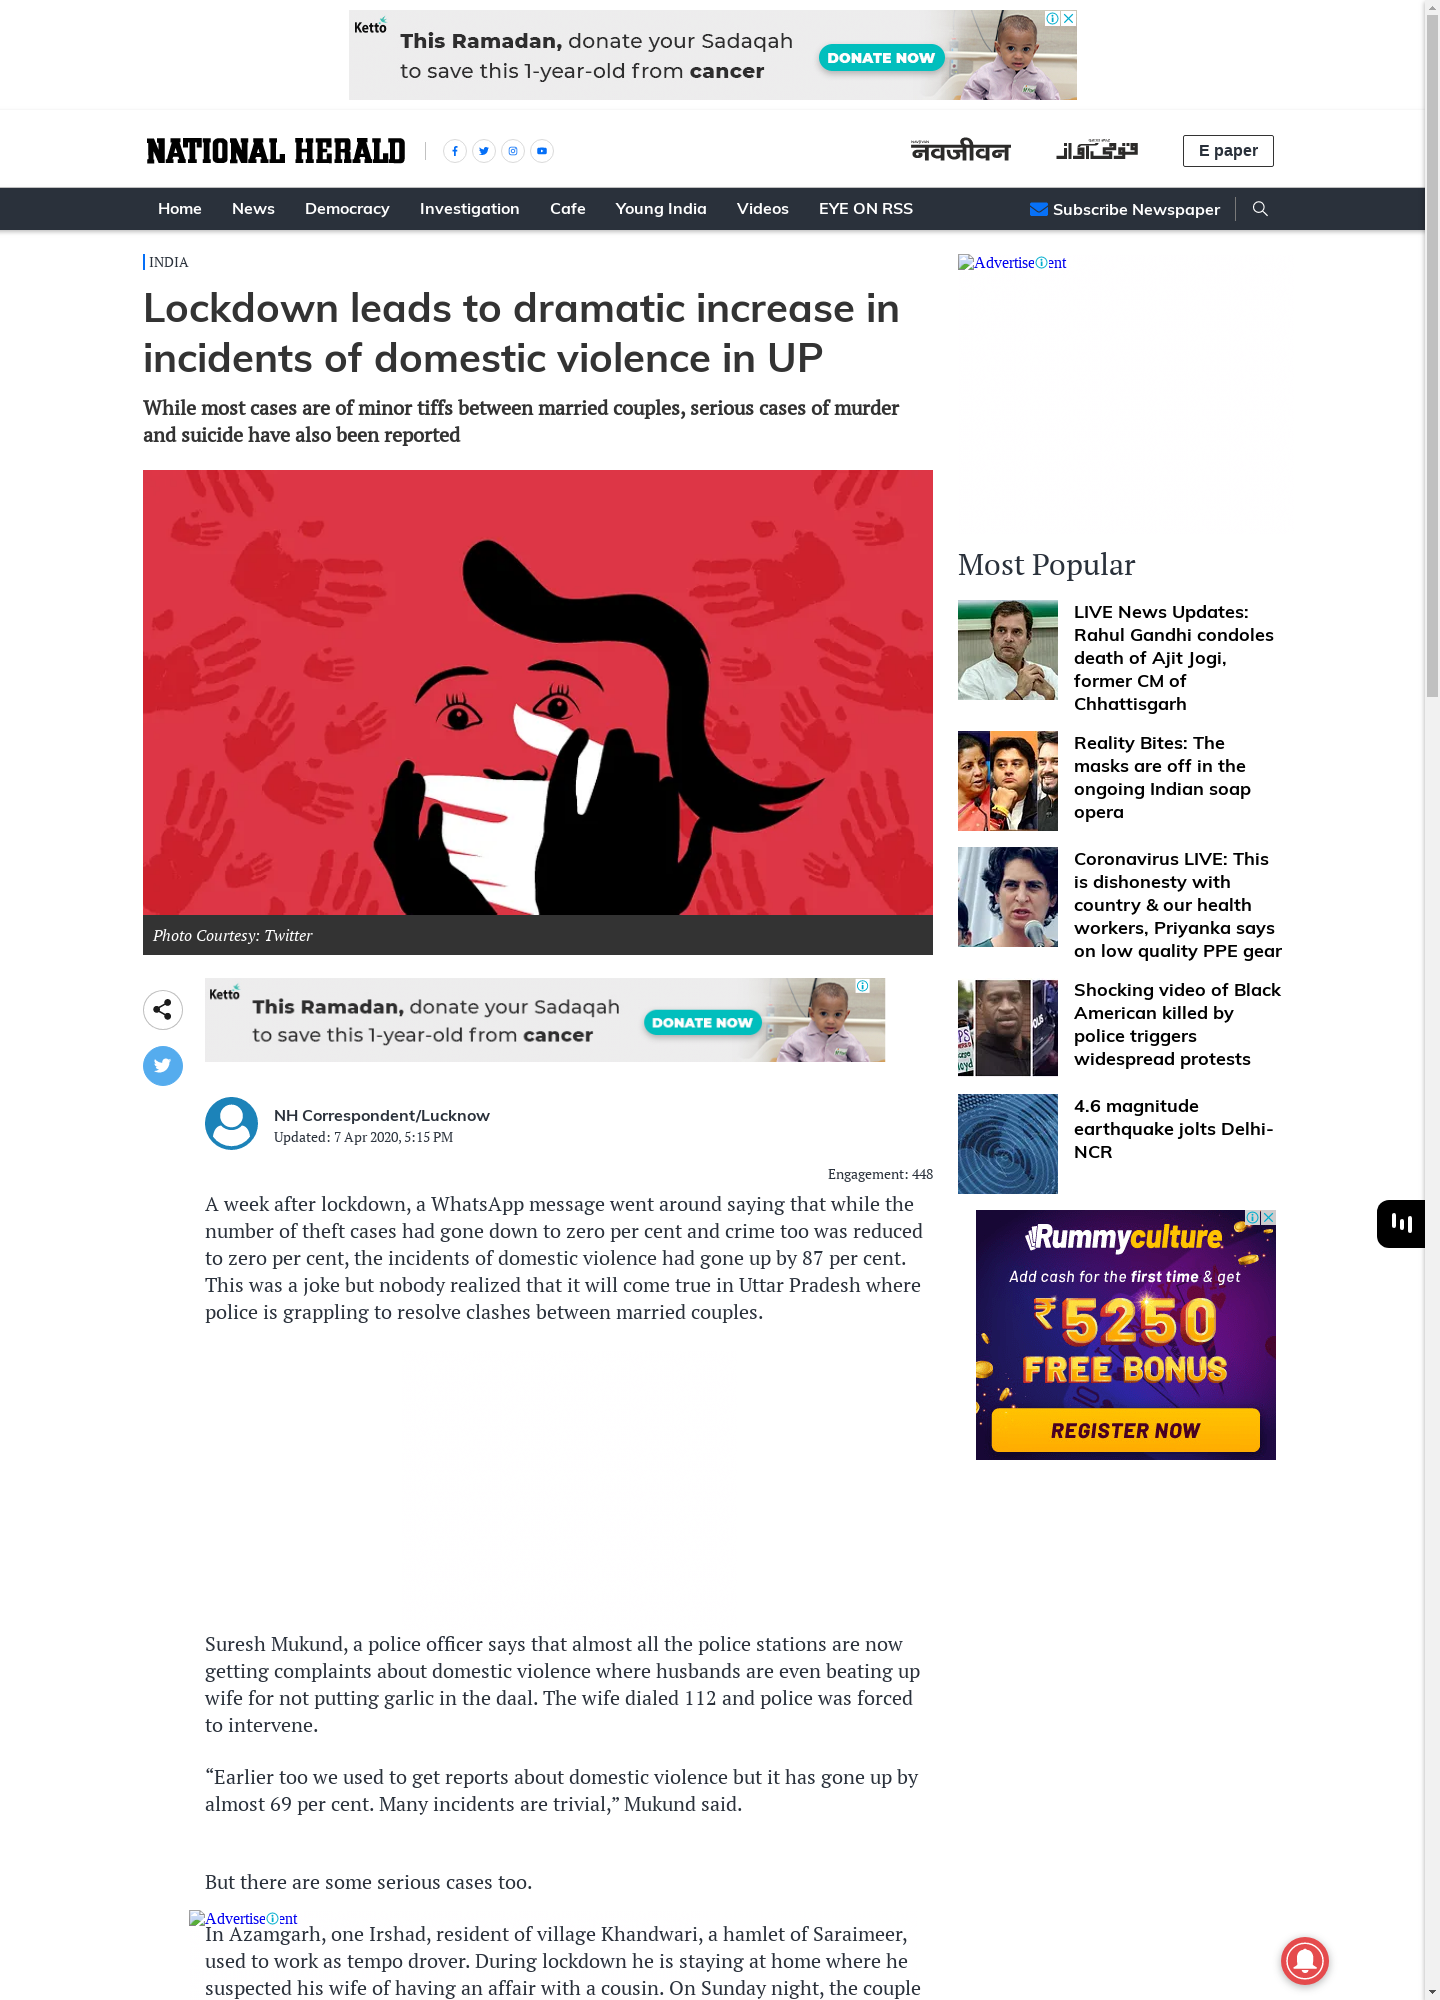 Ketto
This Ramadan, donate your Sadaqah
to save this 1-year-old from cancer
DONATE NOW
NATIONAL HERALD
नवजीवन
قومی آواز
E paper
Home News Democracy Investigation Cafe Young India Videos EYE ON RSS
Subscribe Newspaper
INDIA
Lockdown leads to dramatic increase in
incidents of domestic violence in UP
While most cases are of minor tiffs between married couples, serious cases of murder
and suicide have also been reported
Photo Courtesy: Twitter
Ketto
This Ramadan, donate your Sadaqah
to save this 1-year-old from cancer
DONATE NOW
NH Correspondent/Lucknow
Updated: 7 Apr 2020, 5:15 PM
Engagement: 448
A week after lockdown, a WhatsApp message went around saying that while the
number of theft cases had gone down to zero per cent and crime too was reduced
to zero per cent, the incidents of domestic violence had gone up by 87 per cent.
This was a joke but nobody realized that it will come true in Uttar Pradesh where
police is grappling to resolve clashes between married couples.
Suresh Mukund, a police officer says that almost all the police stations are now
getting complaints about domestic violence where husbands are even beating up
wife for not putting garlic in the daal. The wife dialed 112 and police was forced
to intervene.
“Earlier too we used to get reports about domestic violence but it has gone up by
almost 69 per cent. Many incidents are trivial,” Mukund said.
But there are some serious cases too.
Advertisement
In Azamgarh, one Irshad, resident of village Khandwari, a hamlet of Saraimeer,
used to work as tempo drover. During lockdown he is staying at home where he
suspected his wife of having an affair with a cousin. On Sunday night, the couple
Advertisement
Most Popular
LIVE News Updates:
Rahul Gandhi condoles
death of Ajit Jogi,
former CM of
Chhattisgarh
Reality Bites: The
masks are off in the
ongoing Indian soap
opera
Coronavirus LIVE: This
is dishonesty with
country & our health
workers, Priyanka says
on low quality PPE gear
Shocking video of Black
American killed by
police triggers
widespread protests
4.6 magnitude
earthquake jolts Delhi-
NCR
Rummyculture
Add cash for the first time & get
₹5250
FREE BONUS
REGISTER NOW